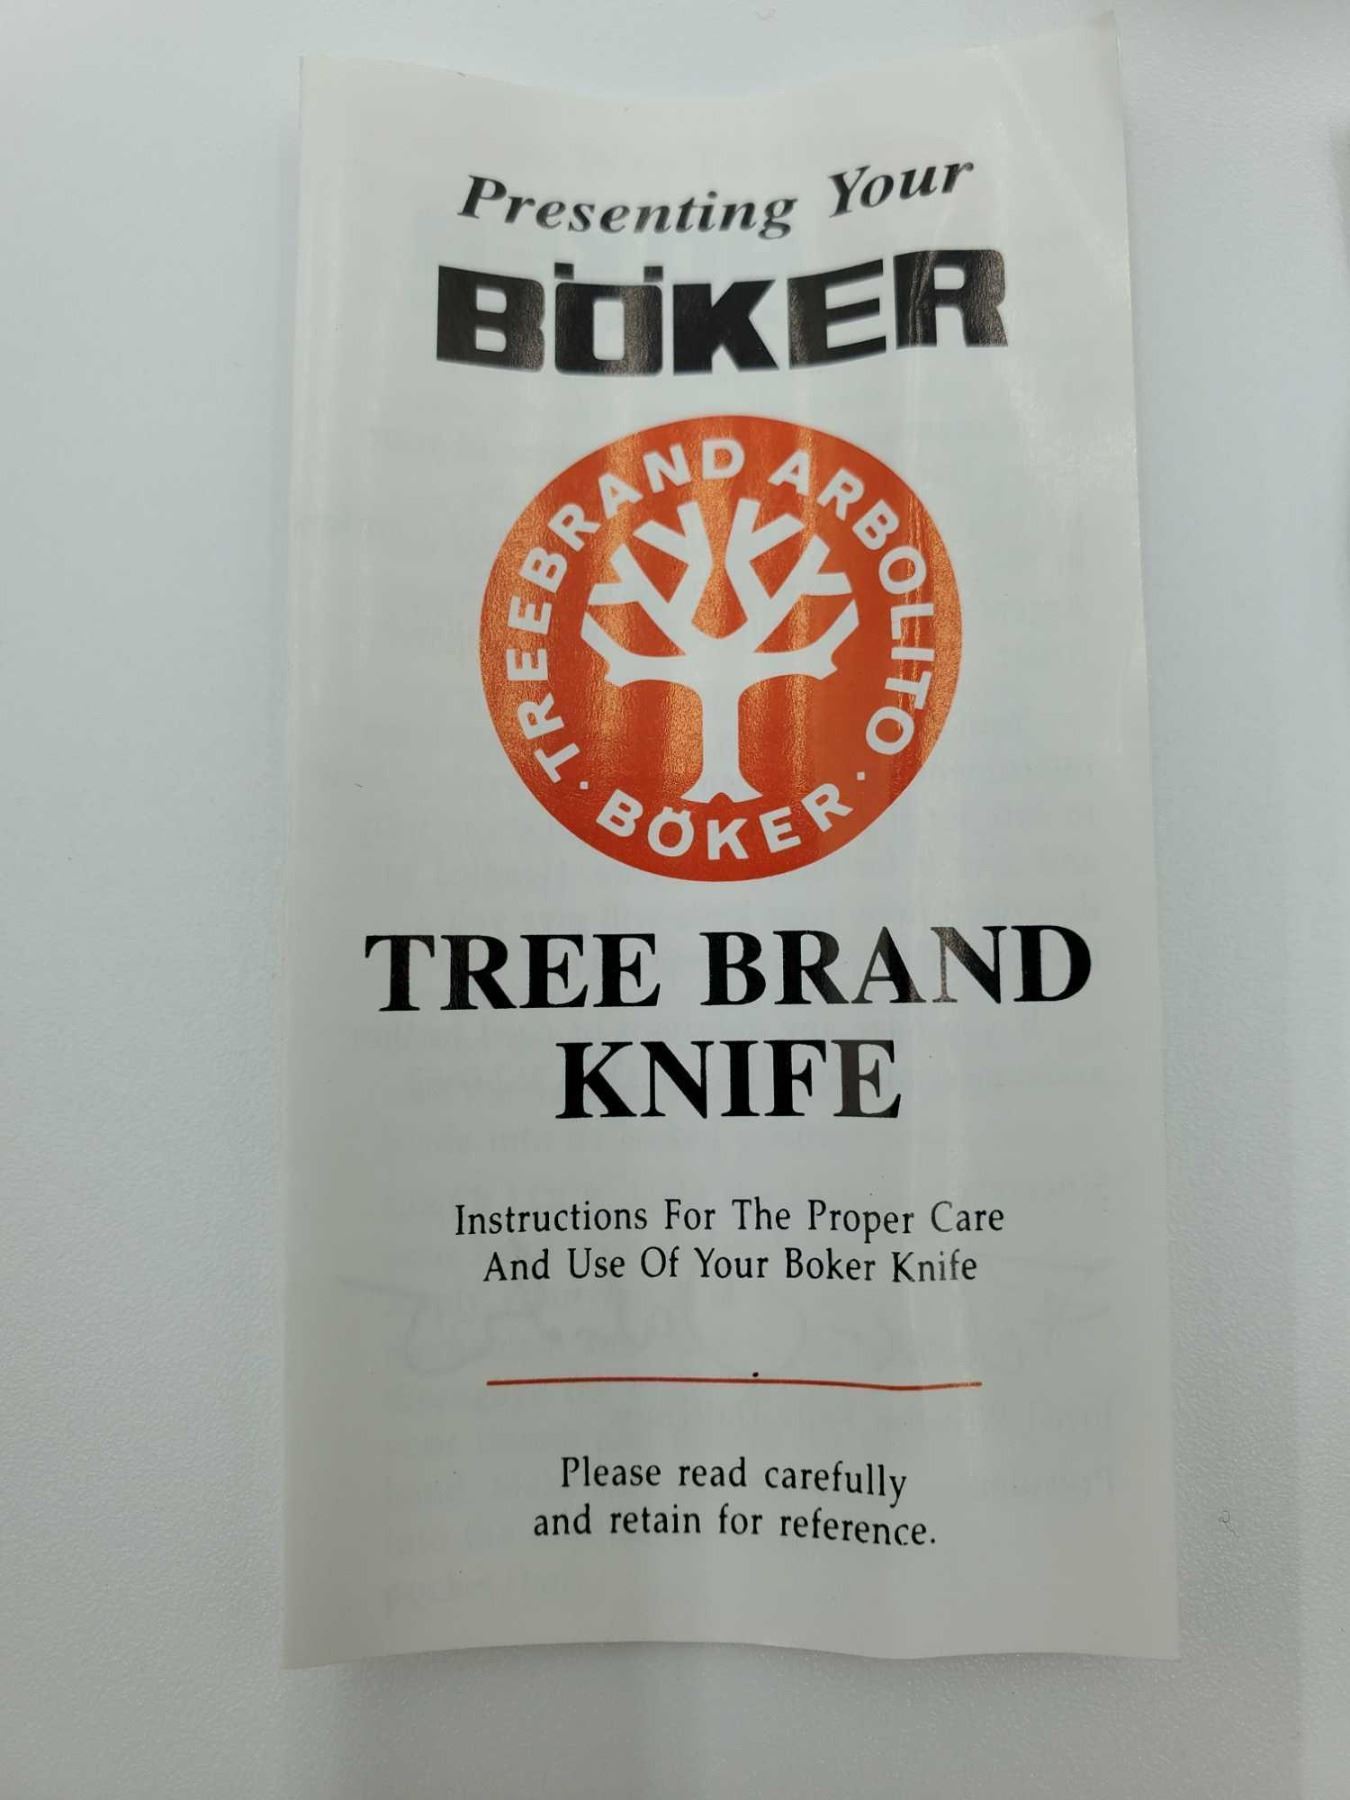 Presenting Your
BÖKER
TREEBRAND ARBOLITO
· BÖKER ·
TREE BRAND
KNIFE
Instructions For The Proper Care
And Use Of Your Boker Knife
Please read carefully
and retain for reference.